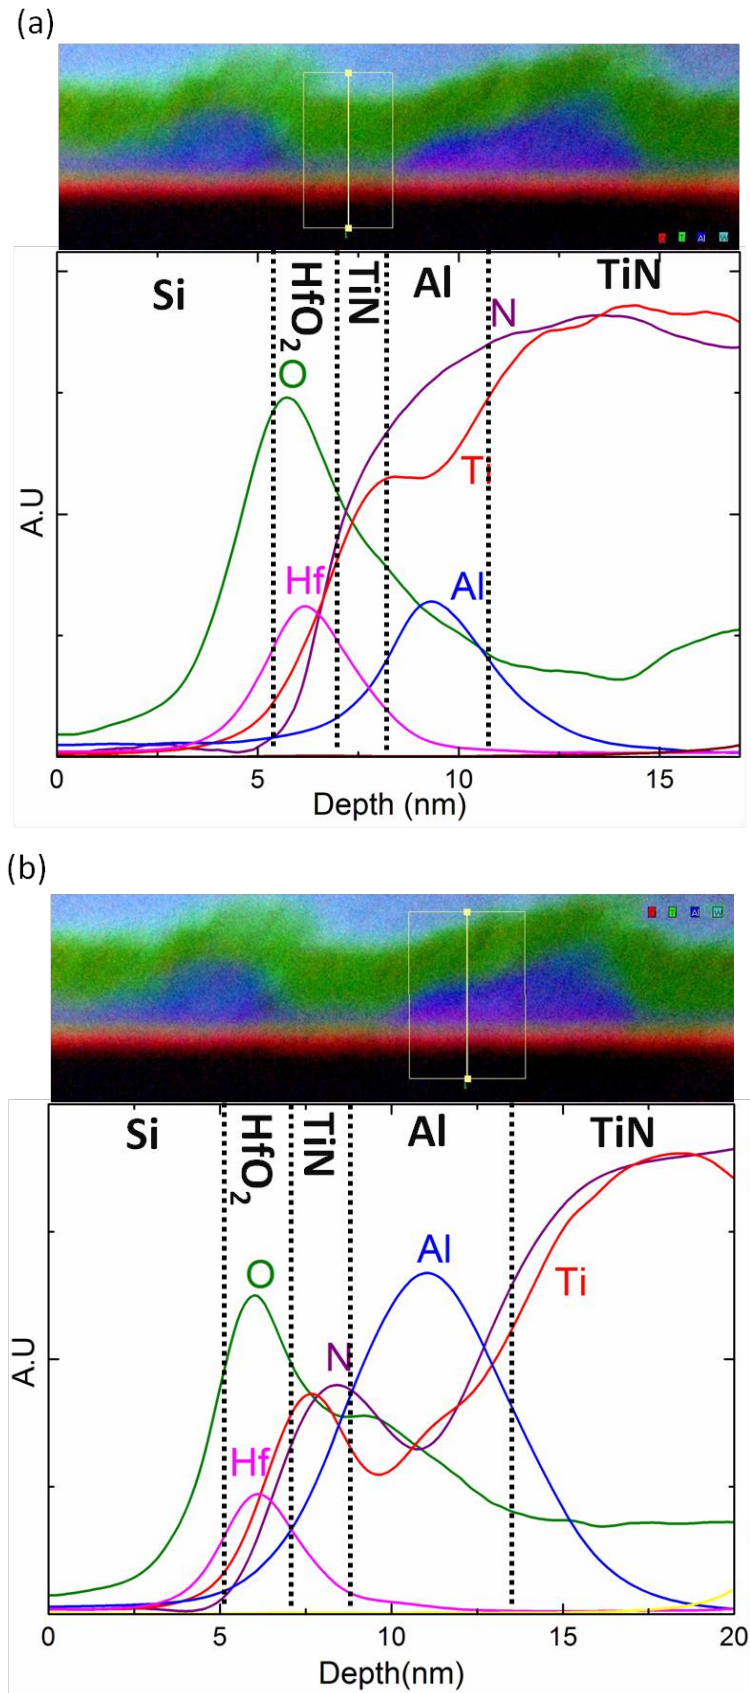 (a)
Si
HfO₂
TiN
Al
TiN
N
O
Ti
Hf
Al
A.U
0 5 10 15
Depth (nm)
(b)
Si
HfO₂
TiN
Al
TiN
Al
O
Ti
N
Hf
A.U
0 5 10 15 20
Depth(nm)